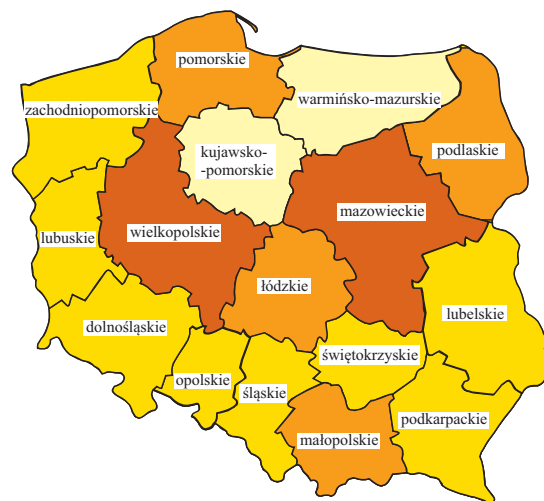 pomorskie
warmińsko-mazurskie
zachodniopomorskie
kujawsko-
-pomorskie
podlaskie
mazowieckie
wielkopolskie
lubuskie
łódzkie
lubelskie
dolnośląskie
świętokrzyskie
opolskie
śląskie
podkarpackie
małopolskie